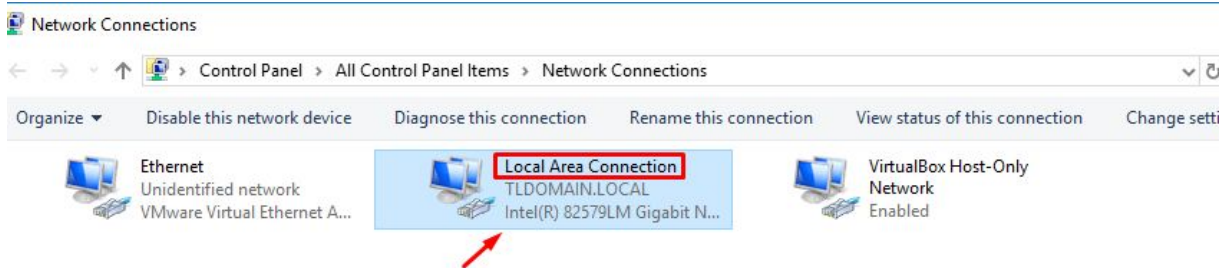 Network Connections
Control Panel > All Control Panel Items > Network Connections
Organize Disable this network device Diagnose this connection Rename this connection View status of this connection Change setti
Ethernet
Unidentified network
VMware Virtual Ethernet A...
Local Area Connection
TLDOMAIN.LOCAL
Intel(R) 82579LM Gigabit N...
VirtualBox Host-Only
Network
Enabled